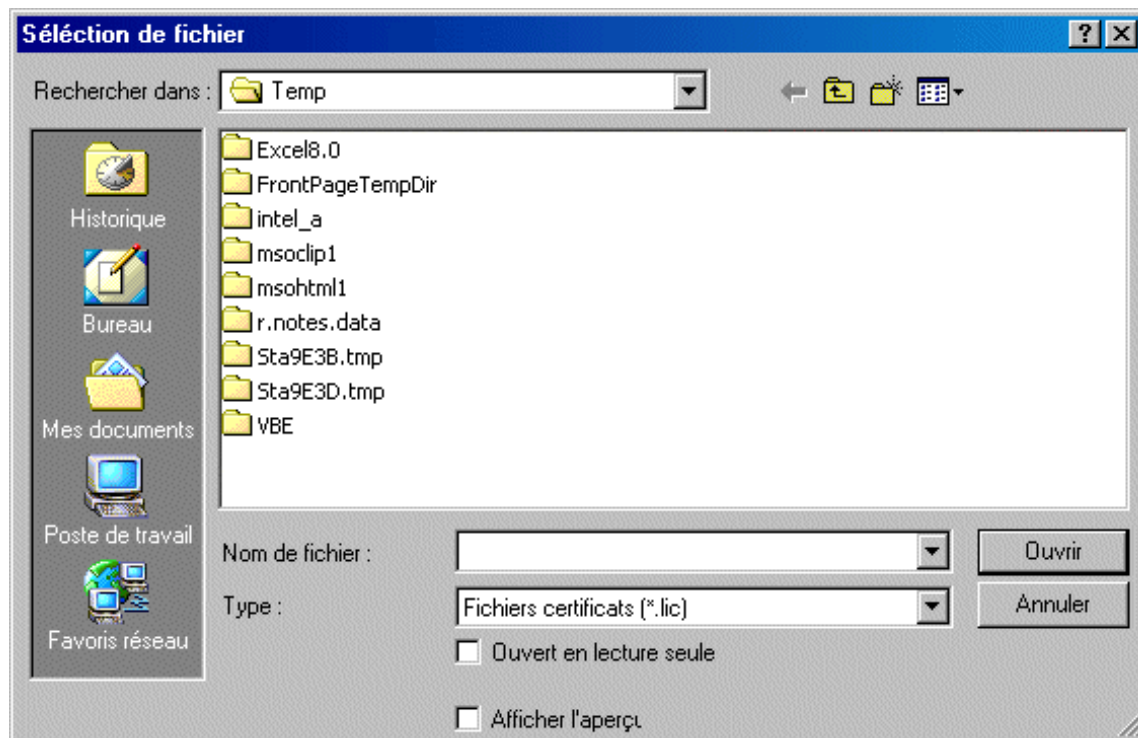 Séléction de fichier
Rechercher dans :
Temp
Historique
Bureau
Mes documents
Poste de travail
Favoris réseau
Excel8.0
FrontPageTempDir
intel_a
msoclip1
msohtml1
r.notes.data
Sta9E3B.tmp
Sta9E3D.tmp
VBE
Nom de fichier :
Ouvrir
Type :
Fichiers certificats (*.lic)
Annuler
Ouvert en lecture seule
Afficher l'aperçu